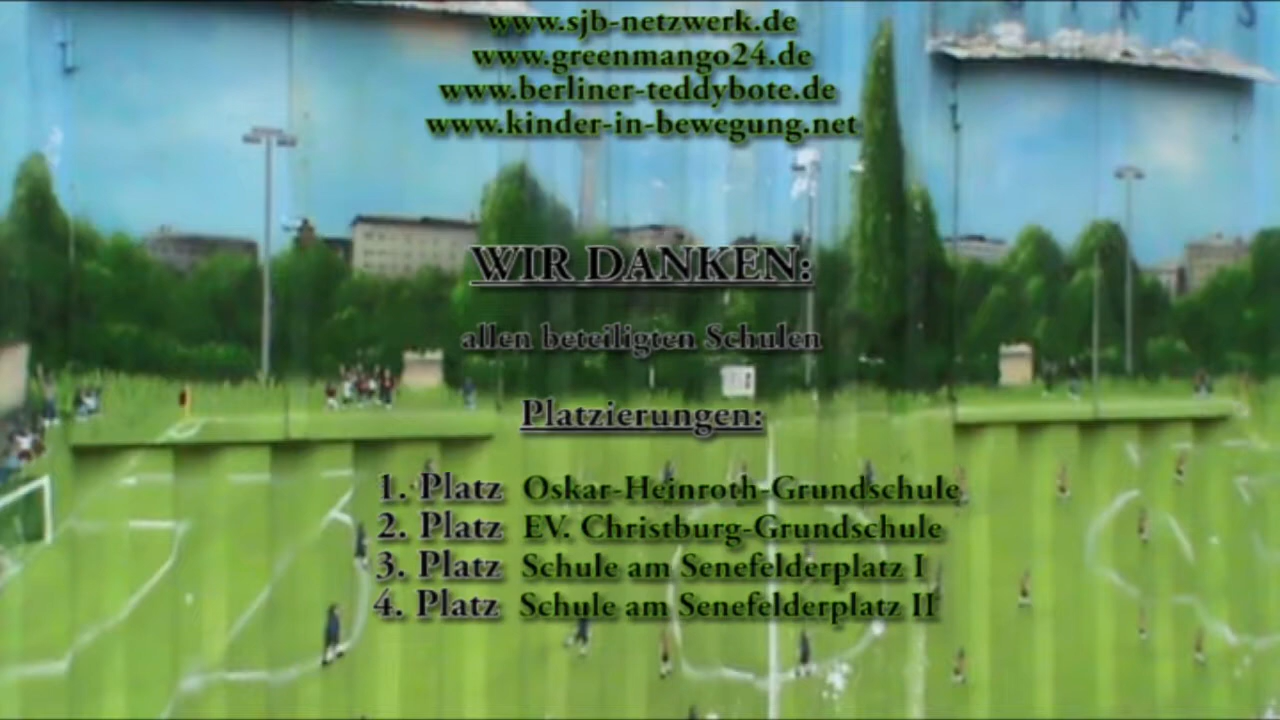 www.sjb-netzwerk.de
www.greenmango24.de
www.berliner-teddybote.de
www.kinder-in-bewegung.net
WIR DANKEN:
allen beteiligten Schulen
Platzierungen:
1. Platz Oskar-Heinroth-Grundschule
2. Platz EV. Christburg-Grundschule
3. Platz Schule am Senefelderplatz I
4. Platz Schule am Senefelderplatz II